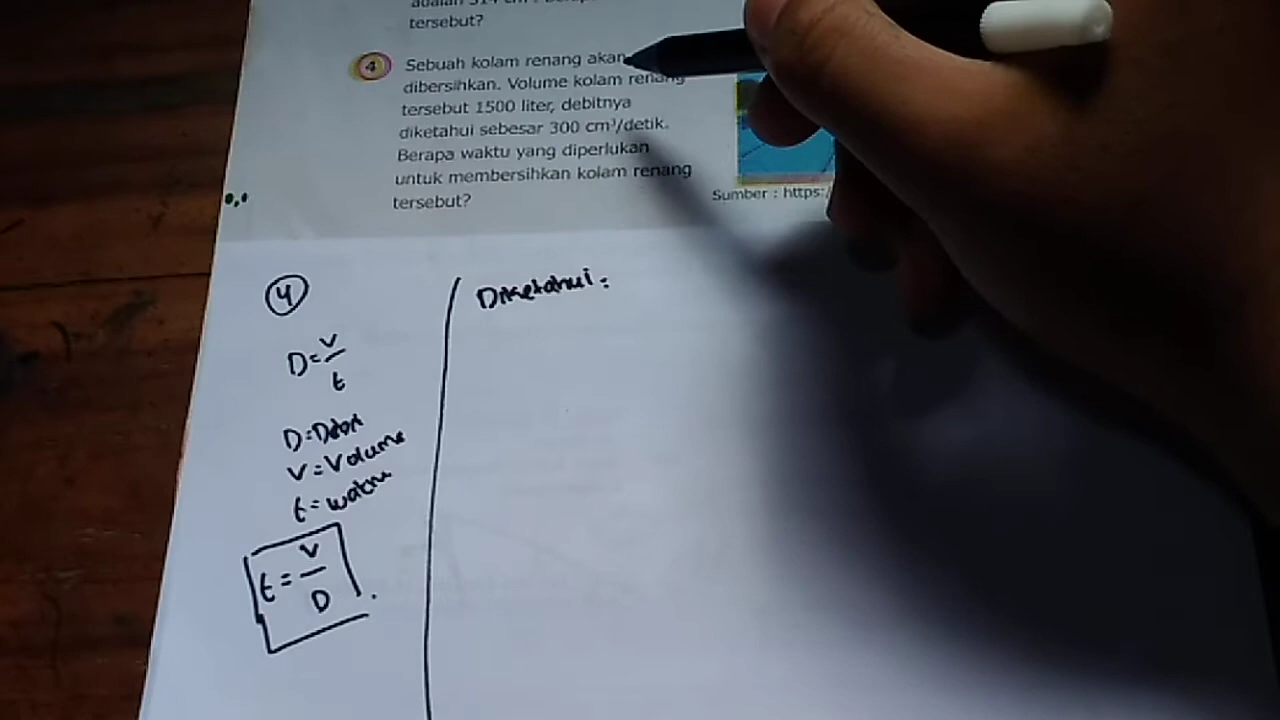 tersebut?
4 Sebuah kolam renang akan
dibersihkan. Volume kolam renang
tersebut 1500 liter, debitnya
diketahui sebesar 300 cm³/detik.
Berapa waktu yang diperlukan
untuk membersihkan kolam renang
tersebut?
Sumber : https:/
4
D=V/t
D=Debit
V=Volume
t=waktu
t=V/D.
Diketahui: